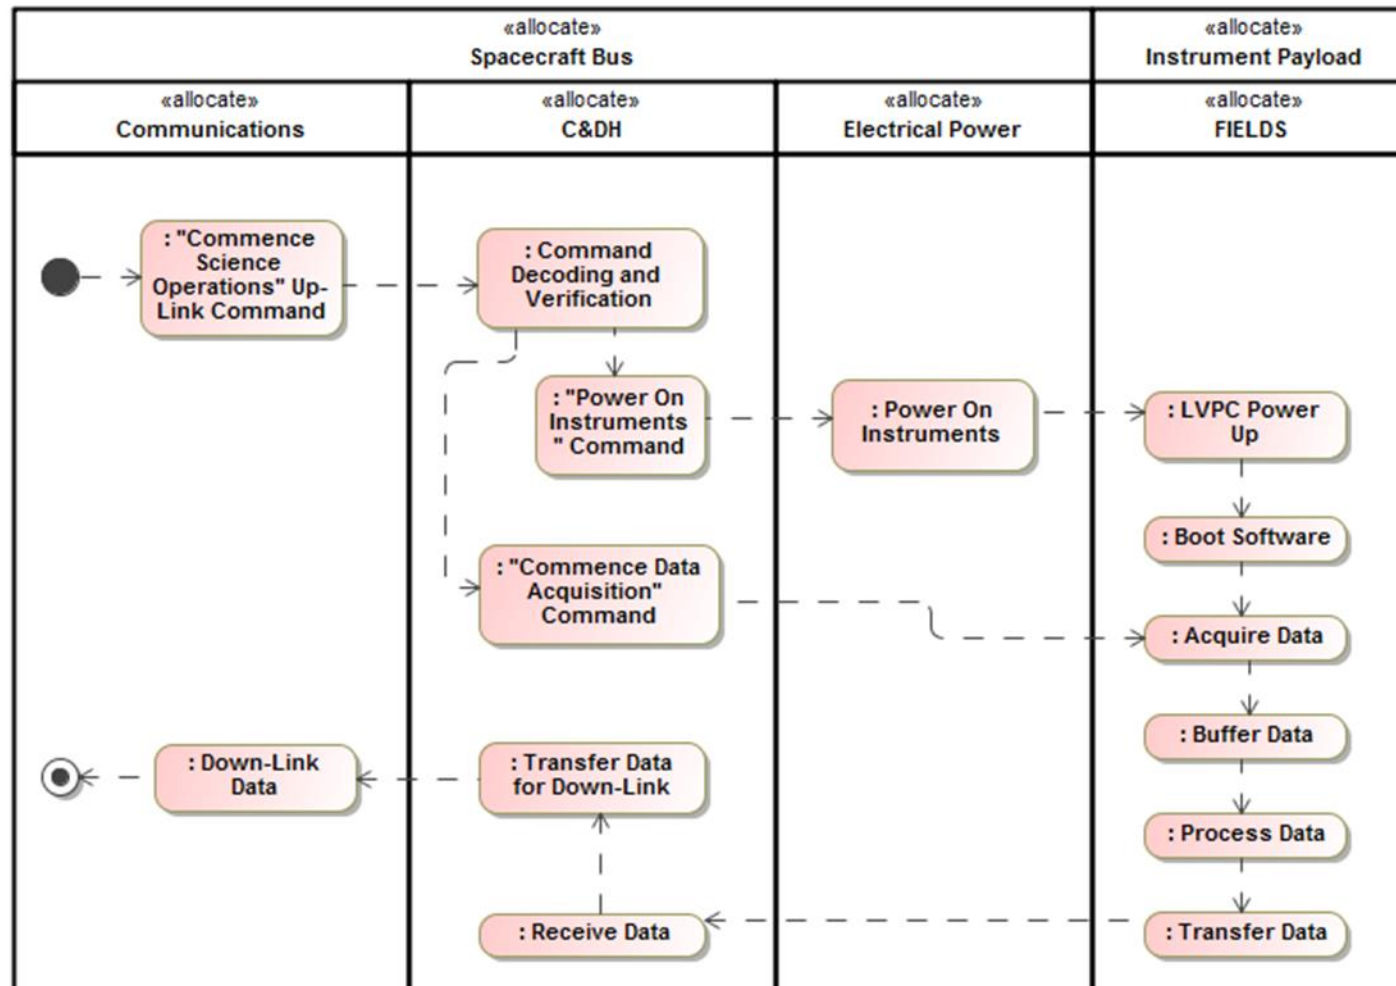 «allocate»
Spacecraft Bus
«allocate»
Instrument Payload
«allocate»
Communications
«allocate»
C&DH
«allocate»
Electrical Power
«allocate»
FIELDS
: "Commence
Science
Operations" Up-
Link Command
: Command
Decoding and
Verification
: "Power On
Instruments
" Command
: Power On
Instruments
: LVPC Power
Up
: Boot Software
: "Commence Data
Acquisition"
Command
: Acquire Data
: Buffer Data
: Down-Link
Data
: Transfer Data
for Down-Link
: Process Data
: Receive Data
: Transfer Data